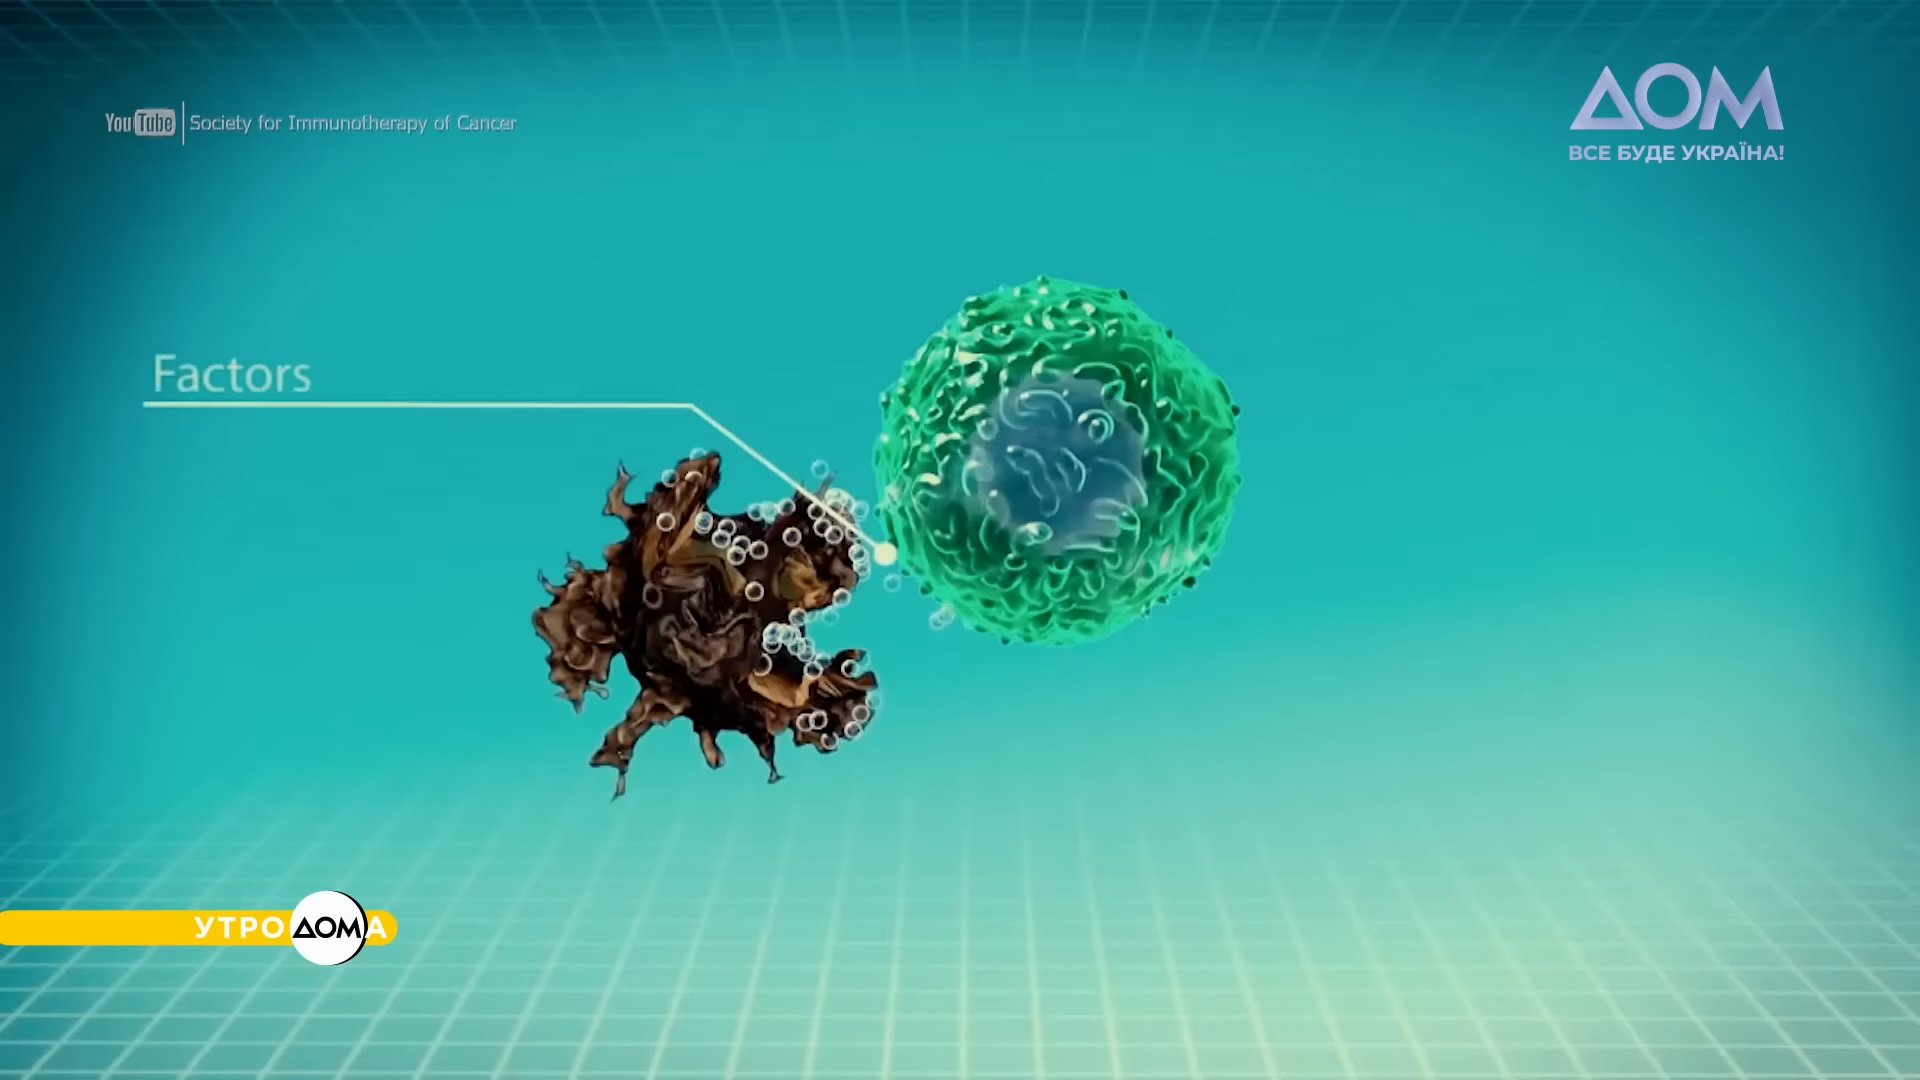 YouTube Society for Immunotherapy of Cancer
ДОМ
ВСЕ БУДЕ УКРАЇНА!
Factors
УТРО ДОМА